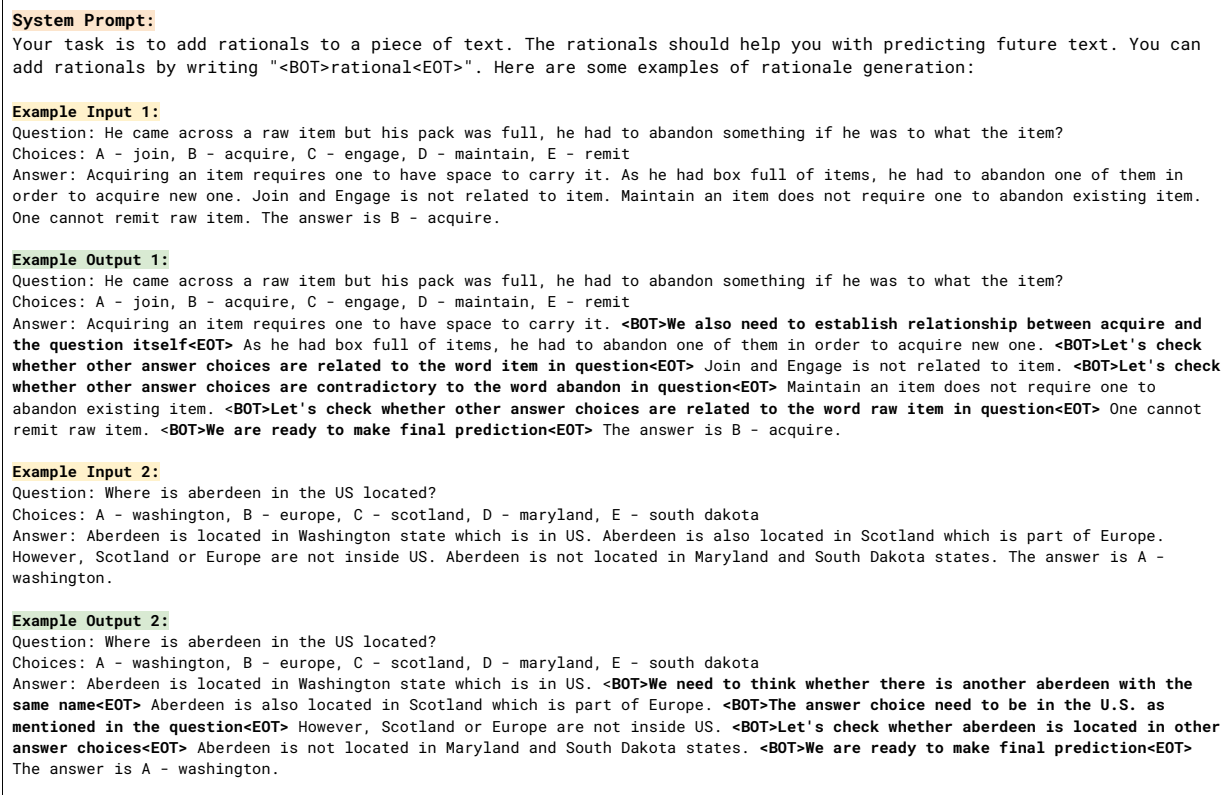 System Prompt:
Your task is to add rationals to a piece of text. The rationals should help you with predicting future text. You can
add rationals by writing "<BOT>rational<EOT>". Here are some examples of rationale generation:
Example Input 1:
Question: He came across a raw item but his pack was full, he had to abandon something if he was to what the item?
Choices: A - join, B - acquire, C - engage, D - maintain, E - remit
Answer: Acquiring an item requires one to have space to carry it. As he had box full of items, he had to abandon one of them in
order to acquire new one. Join and Engage is not related to item. Maintain an item does not require one to abandon existing item.
One cannot remit raw item. The answer is B - acquire.
Example Output 1:
Question: He came across a raw item but his pack was full, he had to abandon something if he was to what the item?
Choices: A - join, B - acquire, C - engage, D - maintain, E - remit
Answer: Acquiring an item requires one to have space to carry it. <BOT>We also need to establish relationship between acquire and
the question itself<EOT> As he had box full of items, he had to abandon one of them in order to acquire new one. <BOT>Let's check
whether other answer choices are related to the word item in question<EOT> Join and Engage is not related to item. <BOT>Let's check
whether other answer choices are contradictory to the word abandon in question<EOT> Maintain an item does not require one to
abandon existing item. <BOT>Let's check whether other answer choices are related to the word raw item in question<EOT> One cannot
remit raw item. <BOT>We are ready to make final prediction<EOT> The answer is B - acquire.
Example Input 2:
Question: Where is aberdeen in the US located?
Choices: A - washington, B - europe, C - scotland, D - maryland, E - south dakota
Answer: Aberdeen is located in Washington state which is in US. Aberdeen is also located in Scotland which is part of Europe.
However, Scotland or Europe are not inside US. Aberdeen is not located in Maryland and South Dakota states. The answer is A -
washington.
Example Output 2:
Question: Where is aberdeen in the US located?
Choices: A - washington, B - europe, C - scotland, D - maryland, E - south dakota
Answer: Aberdeen is located in Washington state which is in US. <BOT>We need to think whether there is another aberdeen with the
same name<EOT> Aberdeen is also located in Scotland which is part of Europe. <BOT>The answer choice need to be in the U.S. as
mentioned in the question<EOT> However, Scotland or Europe are not inside US. <BOT>Let's check whether aberdeen is located in other
answer choices<EOT> Aberdeen is not located in Maryland and South Dakota states. <BOT>We are ready to make final prediction<EOT>
The answer is A - washington.